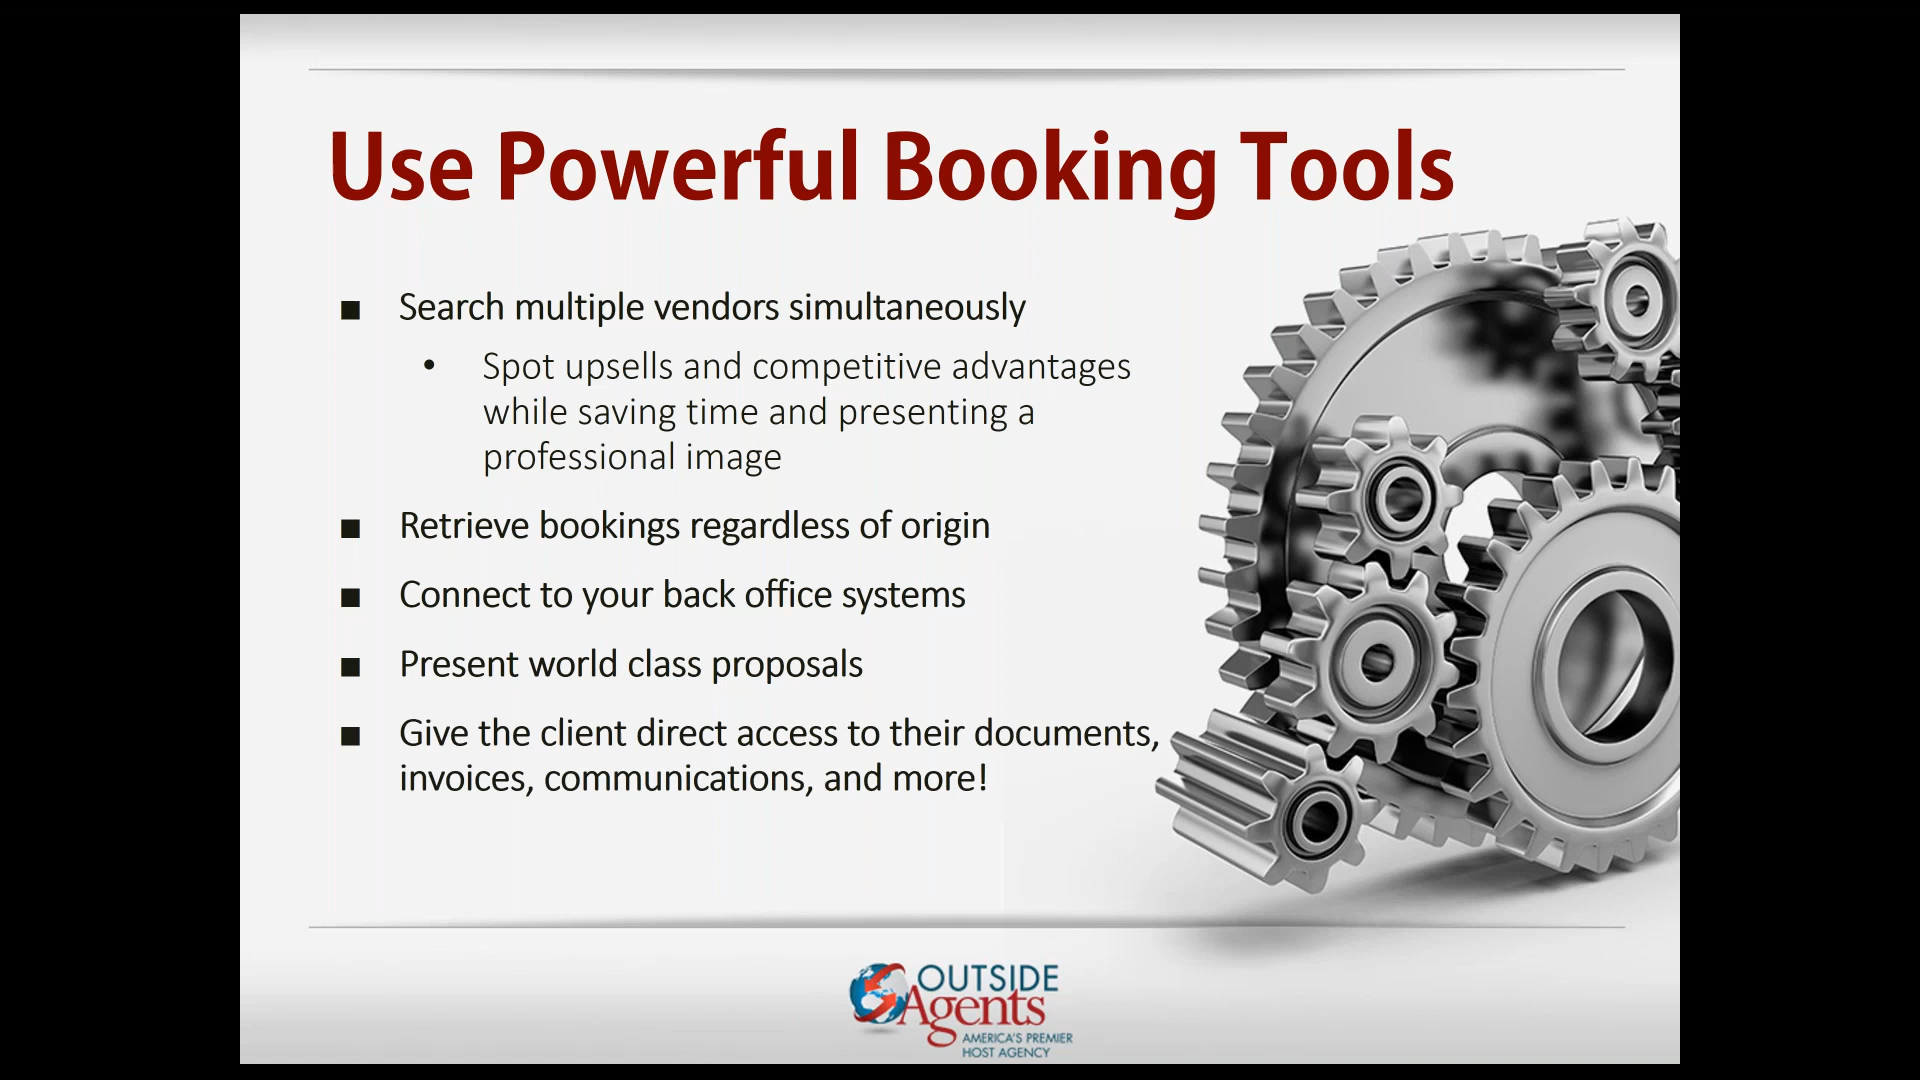 Use Powerful Booking Tools
■ Search multiple vendors simultaneously
• Spot upsells and competitive advantages
while saving time and presenting a
professional image
■ Retrieve bookings regardless of origin
■ Connect to your back office systems
■ Present world class proposals
■ Give the client direct access to their documents,
invoices, communications, and more!
OUTSIDE
Agents
AMERICA'S PREMIER
HOST AGENCY